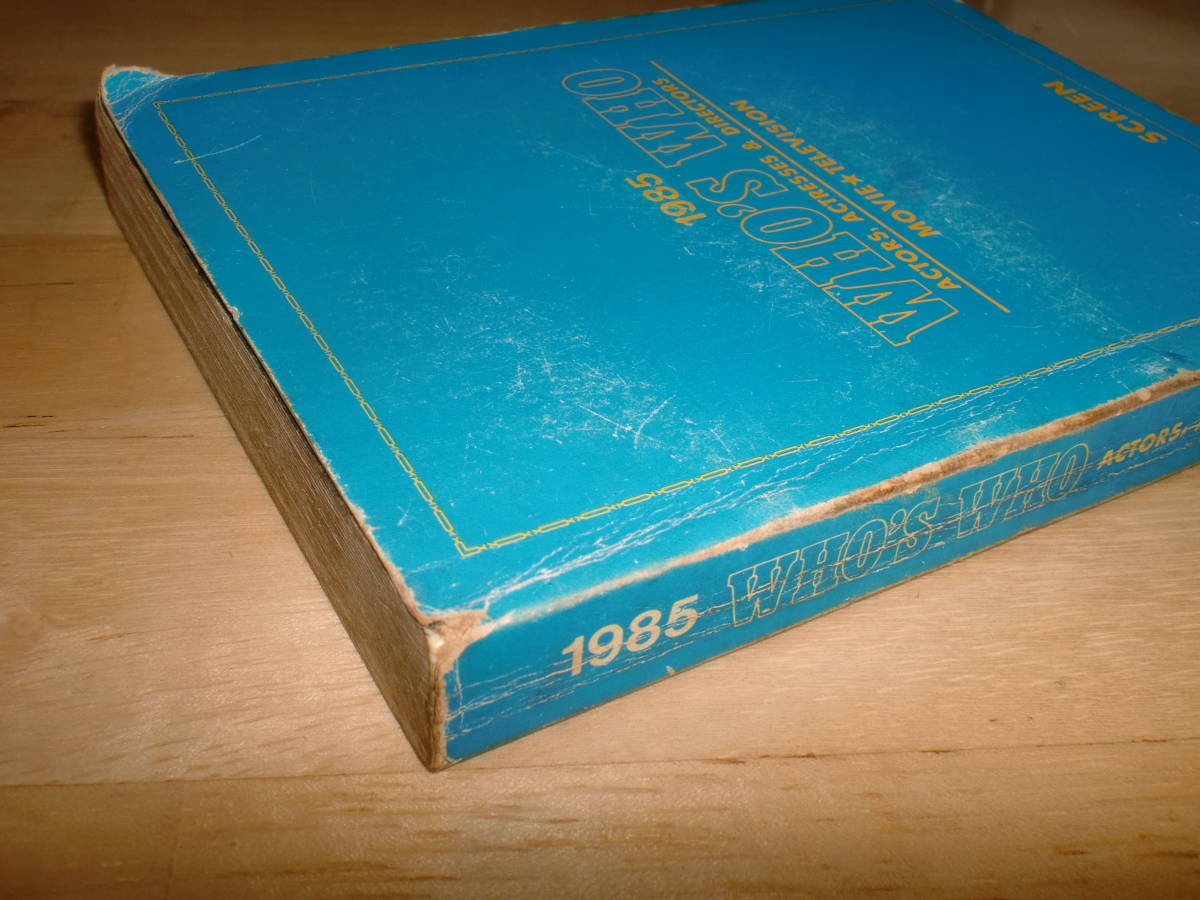 1985
WHO'S WHO
ACTORS, ACTRESSES & DIRECTORS
MOVIE★TELEVISION
SCREEN
1985 WHO'S WHO ACTORS